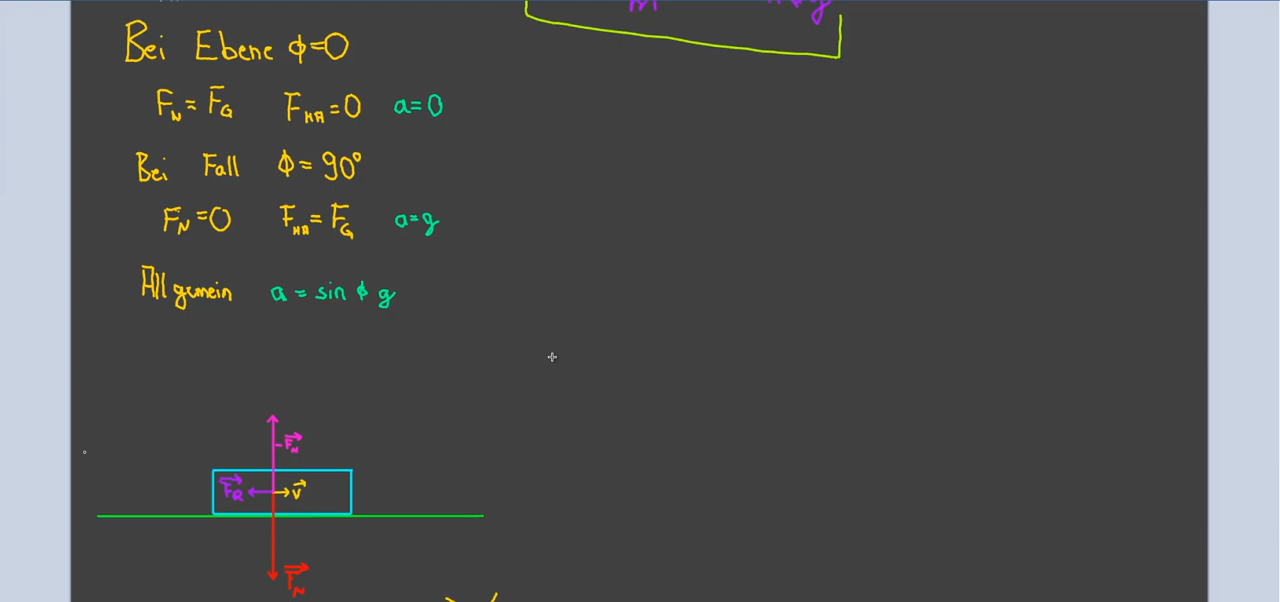 Bei Ebene ϕ=0
F_N = F_G F_HA = 0 a=0
Bei Fall ϕ = 90°
F_N = 0 F_HA = F_G a=g
Allgemein a = sin ϕ g
-F_N
F_R v
F_N